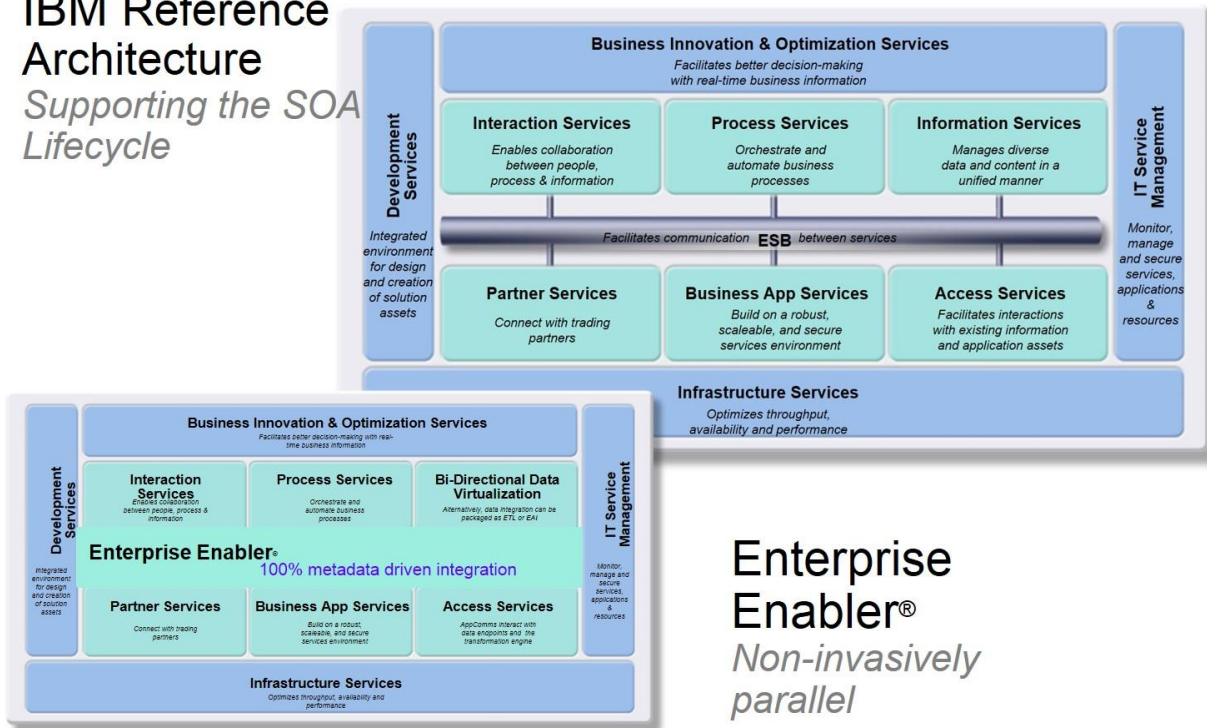 IBM Reference
Architecture
Supporting the SOA
Lifecycle
Business Innovation & Optimization Services
Facilitates better decision-making
with real-time business information
Development
Services
Integrated
environment
for design
and creation
of solution
assets
Interaction Services
Enables collaboration
between people,
process & information
Process Services
Orchestrate and
automate business
processes
Information Services
Manages diverse
data and content in a
unified manner
IT Service
Management
Monitor,
manage
and secure
services,
applications
&
resources
Facilitates communication ESB between services
Partner Services
Connect with trading
partners
Business App Services
Build on a robust,
scaleable, and secure
services environment
Access Services
Facilitates interactions
with existing information
and application assets
Infrastructure Services
Optimizes throughput,
availability and performance
Business Innovation & Optimization Services
Facilitates better decision-making with real-
time business information
Development
Services
Integrated
environment
for design
and creation
of solution
assets
Interaction
Services
Enables collaboration
between people, process &
information
Process Services
Orchestrate and
automate business
processes
Bi-Directional Data
Virtualization
Alternatively, data integration can be
packaged as ETL or EAI
IT Service
Management
Monitor,
manage and
secure
services,
applications
&
resources
Enterprise Enabler®
100% metadata driven integration
Partner Services
Connect with trading
partners
Business App Services
Build on a robust,
scaleable, and secure
services environment
Access Services
AppComms interact with
data endpoints and the
transformation engine
Infrastructure Services
Optimizes throughput, availability and
performance
Enterprise
Enabler®
Non-invasively
parallel